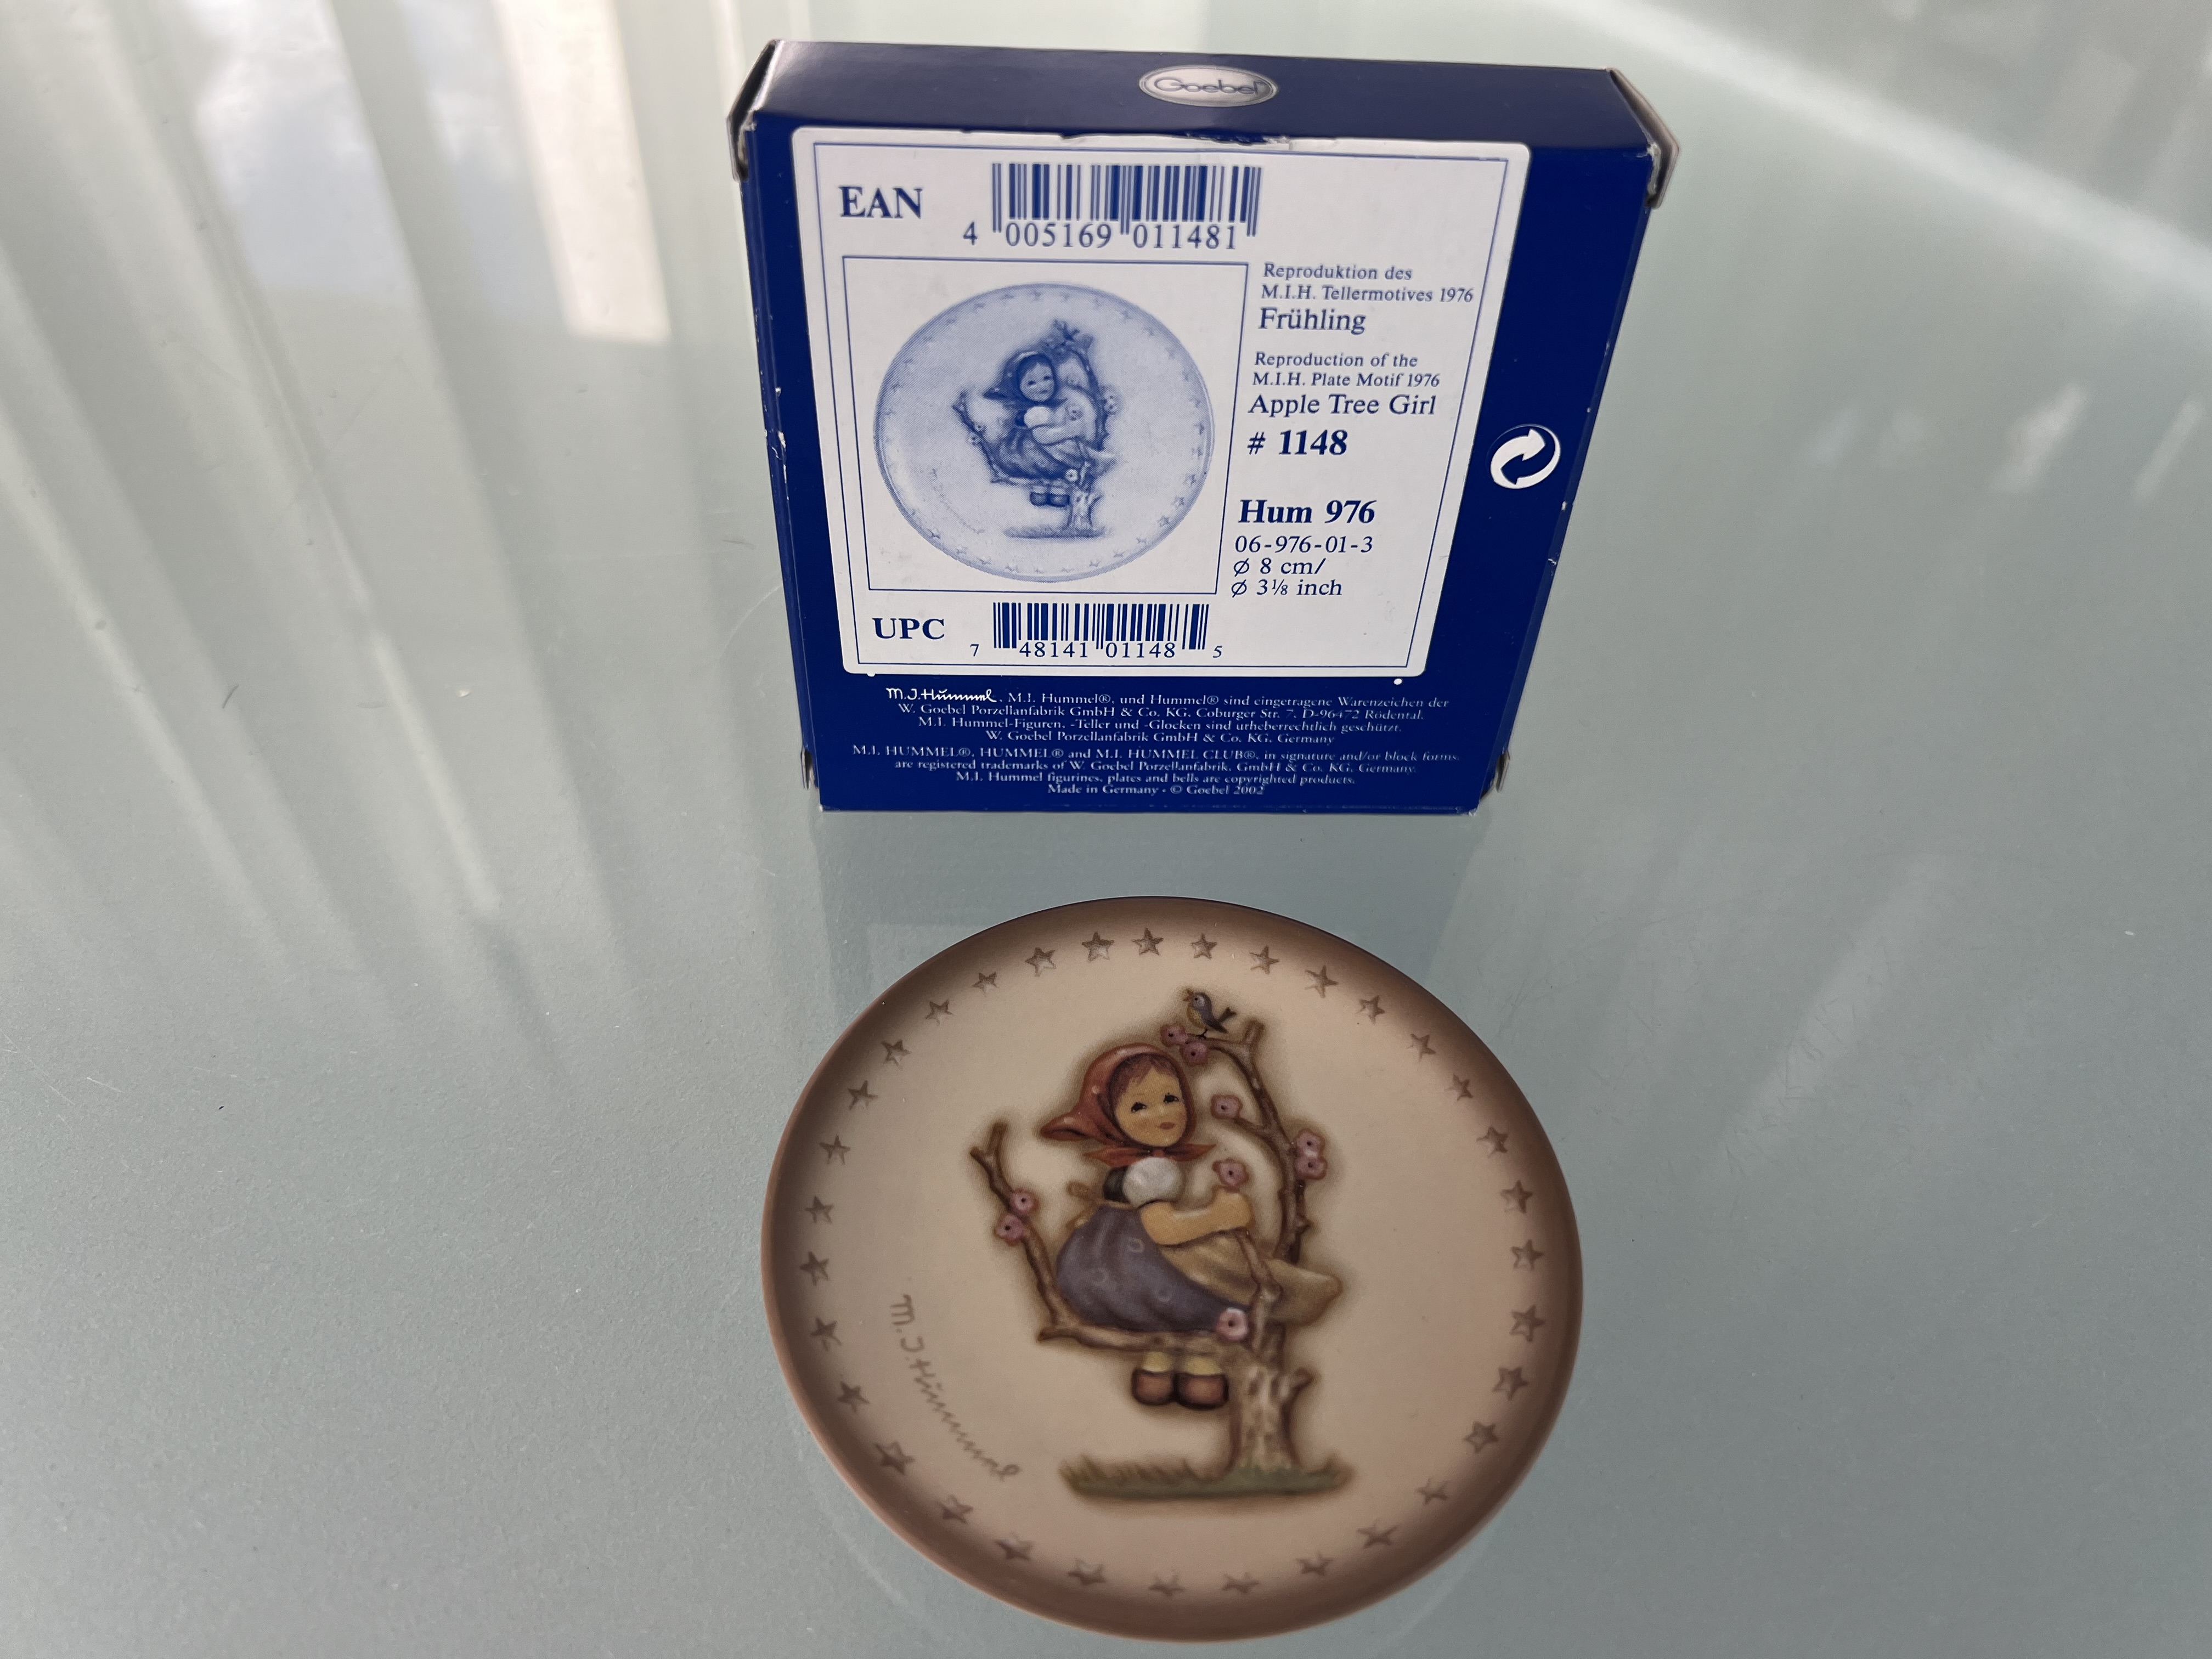 Goebel
EAN
4 005169 011481
Reproduktion des
M.I.H. Tellermotives 1976
Frühling
Reproduction of the
M.I.H. Plate Motif 1976
Apple Tree Girl
# 1148
Hum 976
06-976-01-3
Ø 8 cm/
Ø 3⅛ inch
UPC
7 48141 01148 5
M.J.Hümmel, M.I. Hummel®, und Hummel® sind eingetragene Warenzeichen der
W. Goebel Porzellanfabrik GmbH & Co. KG, Coburger Str. 7, D-96472 Rödental.
M.I. Hummel-Figuren, -Teller und -Glocken sind urheberrechtlich geschützt.
W. Goebel Porzellanfabrik GmbH & Co. KG, Germany
M.I. HUMMEL®, HUMMEL® and M.I. HUMMEL CLUB®, in signature and/or block forms,
are registered trademarks of W. Goebel Porzellanfabrik, GmbH & Co. KG, Germany.
M.I. Hummel figurines, plates and bells are copyrighted products.
Made in Germany - © Goebel 2002
M.J.Hümmel